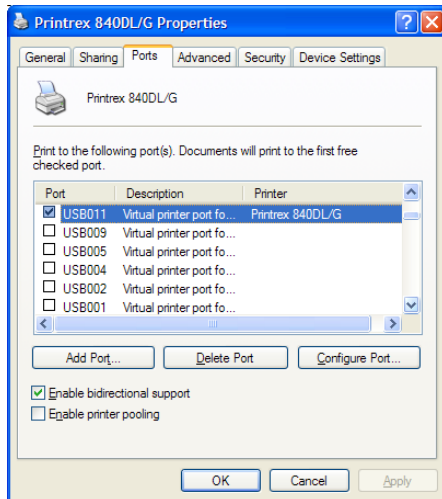 Printrex 840DL/G Properties
General Sharing Ports Advanced Security Device Settings
Printrex 840DL/G
Print to the following port(s). Documents will print to the first free
checked port.
Port Description Printer
USB011 Virtual printer port fo... Printrex 840DL/G
USB009 Virtual printer port fo...
USB005 Virtual printer port fo...
USB004 Virtual printer port fo...
USB002 Virtual printer port fo...
USB001 Virtual printer port fo...
Add Port... Delete Port Configure Port...
Enable bidirectional support
Enable printer pooling
OK Cancel Apply